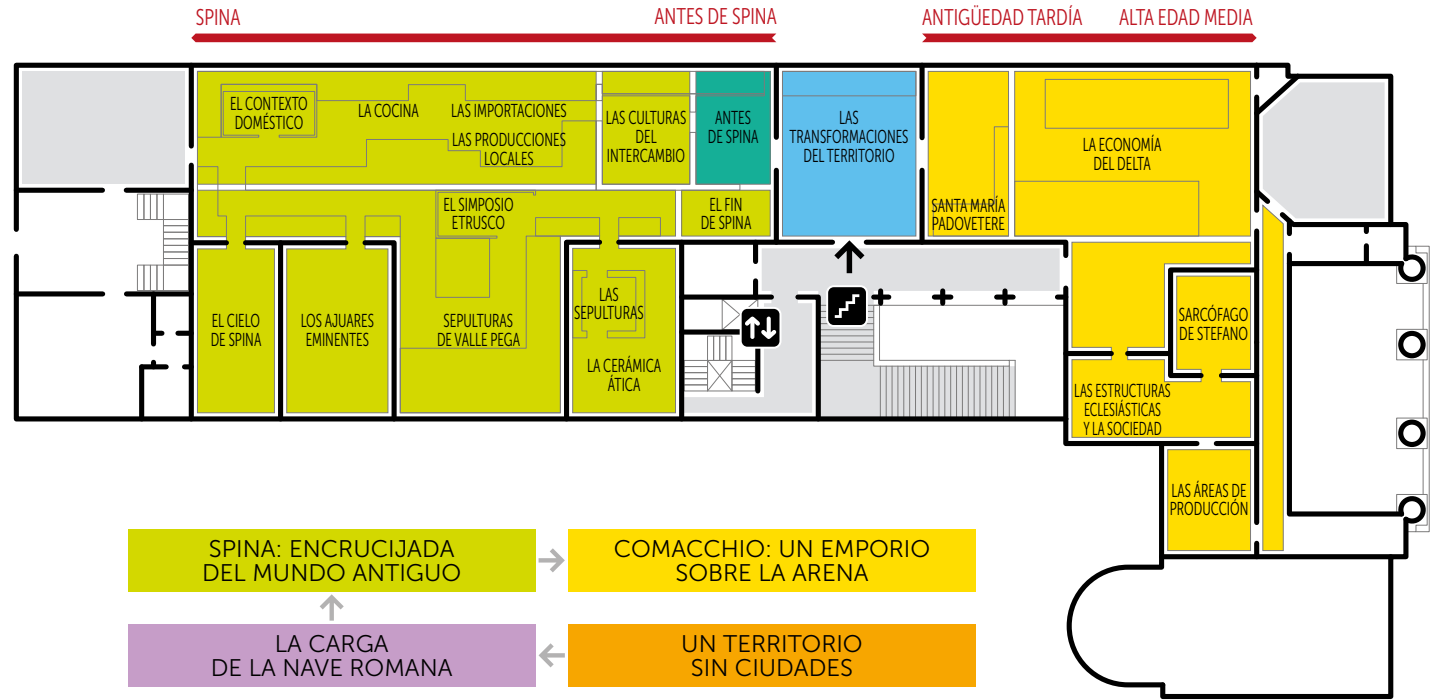 SPINA
ANTES DE SPINA
ANTIGÜEDAD TARDÍA
ALTA EDAD MEDIA
EL CONTEXTO
DOMÉSTICO
LA COCINA
LAS IMPORTACIONES
LAS PRODUCCIONES
LOCALES
LAS CULTURAS
DEL
INTERCAMBIO
ANTES
DE SPINA
LAS
TRANSFORMACIONES
DEL TERRITORIO
SANTA MARÍA
PADOVETERE
LA ECONOMÍA
DEL DELTA
EL SIMPOSIO
ETRUSCO
EL FIN
DE SPINA
EL CIELO
DE SPINA
LOS AJUARES
EMINENTES
SEPULTURAS
DE VALLE PEGA
LAS
SEPULTURAS
LA CERÁMICA
ÁTICA
SARCÓFAGO
DE STEFANO
LAS ESTRUCTURAS
ECLESIÁSTICAS
Y LA SOCIEDAD
LAS ÁREAS DE
PRODUCCIÓN
SPINA: ENCRUCIJADA
DEL MUNDO ANTIGUO
COMACCHIO: UN EMPORIO
SOBRE LA ARENA
LA CARGA
DE LA NAVE ROMANA
UN TERRITORIO
SIN CIUDADES